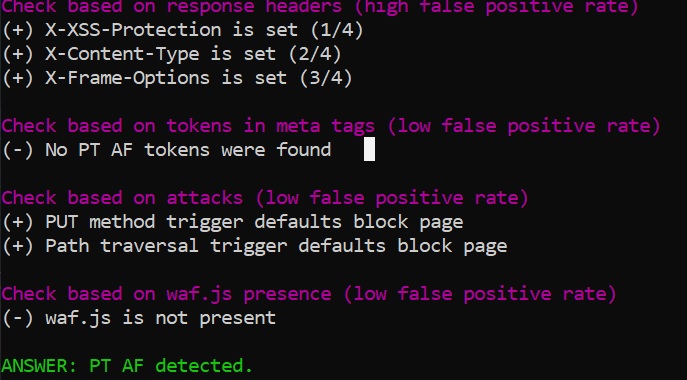 Check based on response headers (high false positive rate)
(+) X-XSS-Protection is set (1/4)
(+) X-Content-Type is set (2/4)
(+) X-Frame-Options is set (3/4)
Check based on tokens in meta tags (low false positive rate)
(-) No PT AF tokens were found
Check based on attacks (low false positive rate)
(+) PUT method trigger defaults block page
(+) Path traversal trigger defaults block page
Check based on waf.js presence (low false positive rate)
(-) waf.js is not present
ANSWER: PT AF detected.